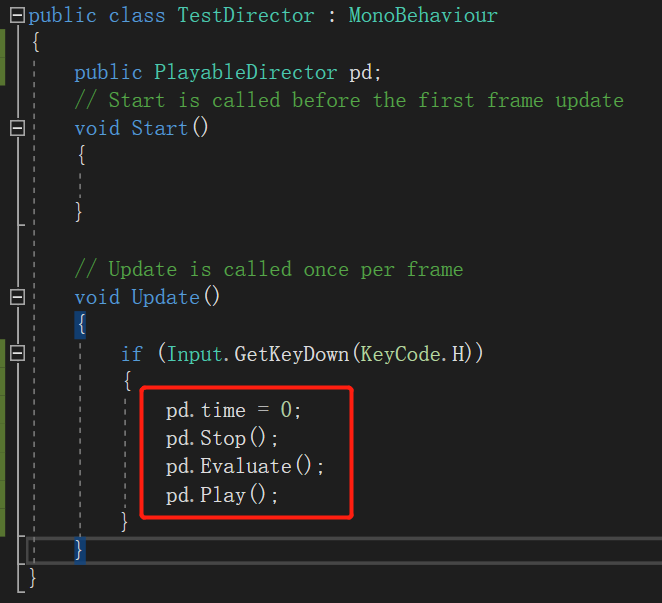 public class TestDirector : MonoBehaviour
{
public PlayableDirector pd;
// Start is called before the first frame update
void Start()
{
}
// Update is called once per frame
void Update()
{
if (Input.GetKeyDown(KeyCode.H))
{
pd.time = 0;
pd.Stop();
pd.Evaluate();
pd.Play();
}
}
}